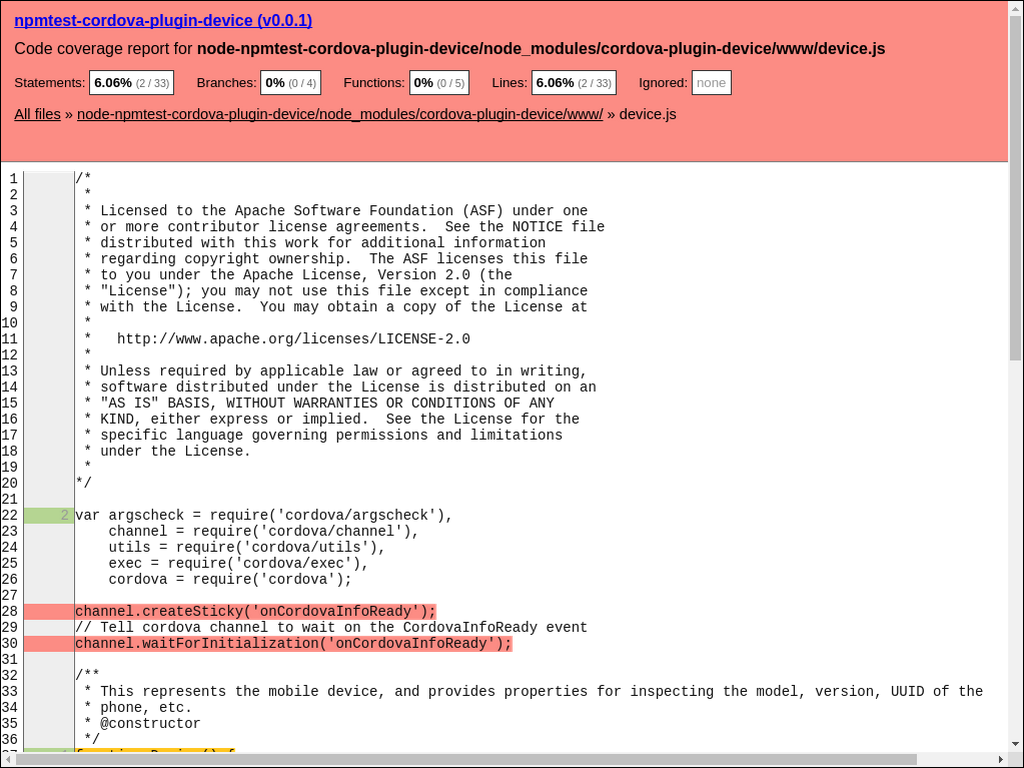 npmtest-cordova-plugin-device (v0.0.1)
Code coverage report for node-npmtest-cordova-plugin-device/node_modules/cordova-plugin-device/www/device.js
Statements: 6.06% (2 / 33) Branches: 0% (0 / 4) Functions: 0% (0 / 5) Lines: 6.06% (2 / 33) Ignored: none
All files » node-npmtest-cordova-plugin-device/node_modules/cordova-plugin-device/www/ » device.js
1 /*
2 *
3 * Licensed to the Apache Software Foundation (ASF) under one
4 * or more contributor license agreements.  See the NOTICE file
5 * distributed with this work for additional information
6 * regarding copyright ownership.  The ASF licenses this file
7 * to you under the Apache License, Version 2.0 (the
8 * "License"); you may not use this file except in compliance
9 * with the License.  You may obtain a copy of the License at
10 *
11 *   http://www.apache.org/licenses/LICENSE-2.0
12 *
13 * Unless required by applicable law or agreed to in writing,
14 * software distributed under the License is distributed on an
15 * "AS IS" BASIS, WITHOUT WARRANTIES OR CONDITIONS OF ANY
16 * KIND, either express or implied.  See the License for the
17 * specific language governing permissions and limitations
18 * under the License.
19 *
20 */
21
22 2 var argscheck = require('cordova/argscheck'),
23 channel = require('cordova/channel'),
24 utils = require('cordova/utils'),
25 exec = require('cordova/exec'),
26 cordova = require('cordova');
27
28 channel.createSticky('onCordovaInfoReady');
29 // Tell cordova channel to wait on the CordovaInfoReady event
30 channel.waitForInitialization('onCordovaInfoReady');
31
32 /**
33 * This represents the mobile device, and provides properties for inspecting the model, version, UUID of the
34 * phone, etc.
35 * @constructor
36 */